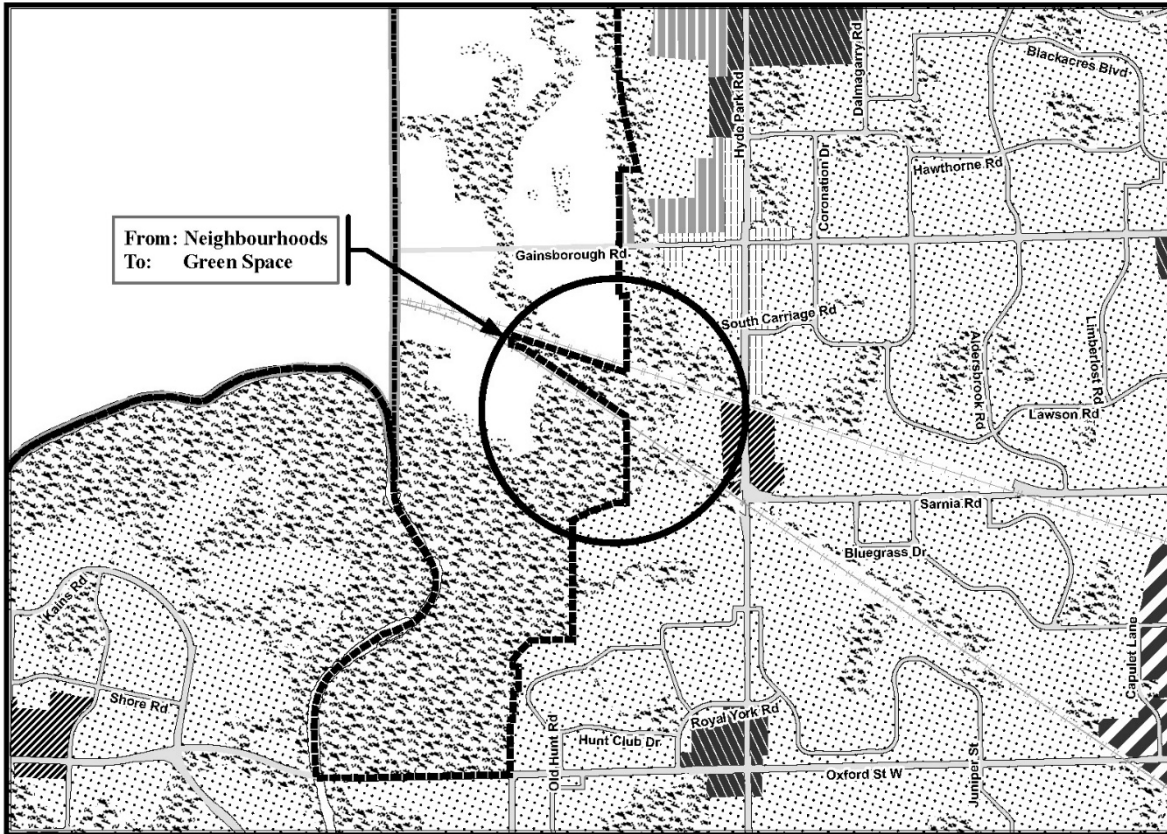 Blackacres Blvd
Dalmagarry Rd
Hyde Park Rd
Coronation Dr
Hawthorne Rd
From: Neighbourhoods
To: Green Space
Gainsborough Rd
South Carriage Rd
Aldersbrook Rd
Limberlost Rd
Lawson Rd
Sarnia Rd
Bluegrass Dr
Kains Rd
Shore Rd
Capulet Lane
Royal York Rd
Old Hunt Rd
Hunt Club Dr
Juniper St
Oxford St W